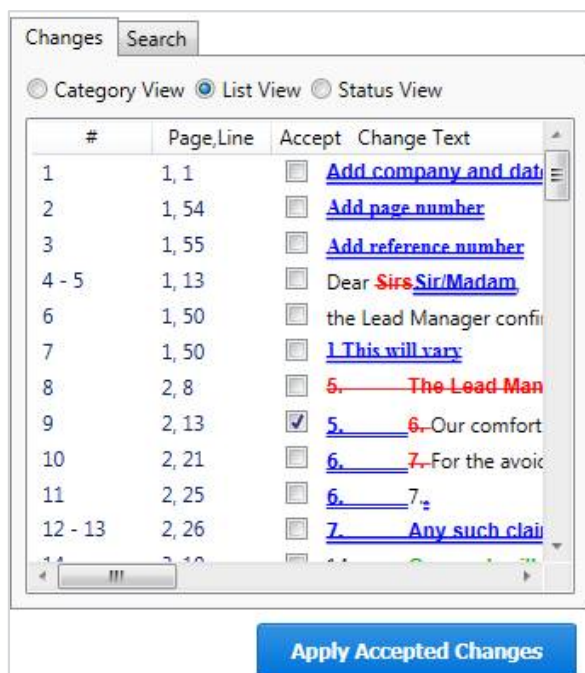 Changes Search
Category View List View Status View
# Page,Line Accept Change Text
1 1, 1 Add company and date
2 1, 54 Add page number
3 1, 55 Add reference number
4 - 5 1, 13 Dear Sirs Sir/Madam,
6 1, 50 the Lead Manager confi
7 1, 50 1 This will vary
8 2, 8 5. The Lead Man
9 2, 13 5. 6. Our comfort
10 2, 21 6. 7. For the avoid
11 2, 25 6. 7..
12 - 13 2, 26 7. Any such clai
Apply Accepted Changes